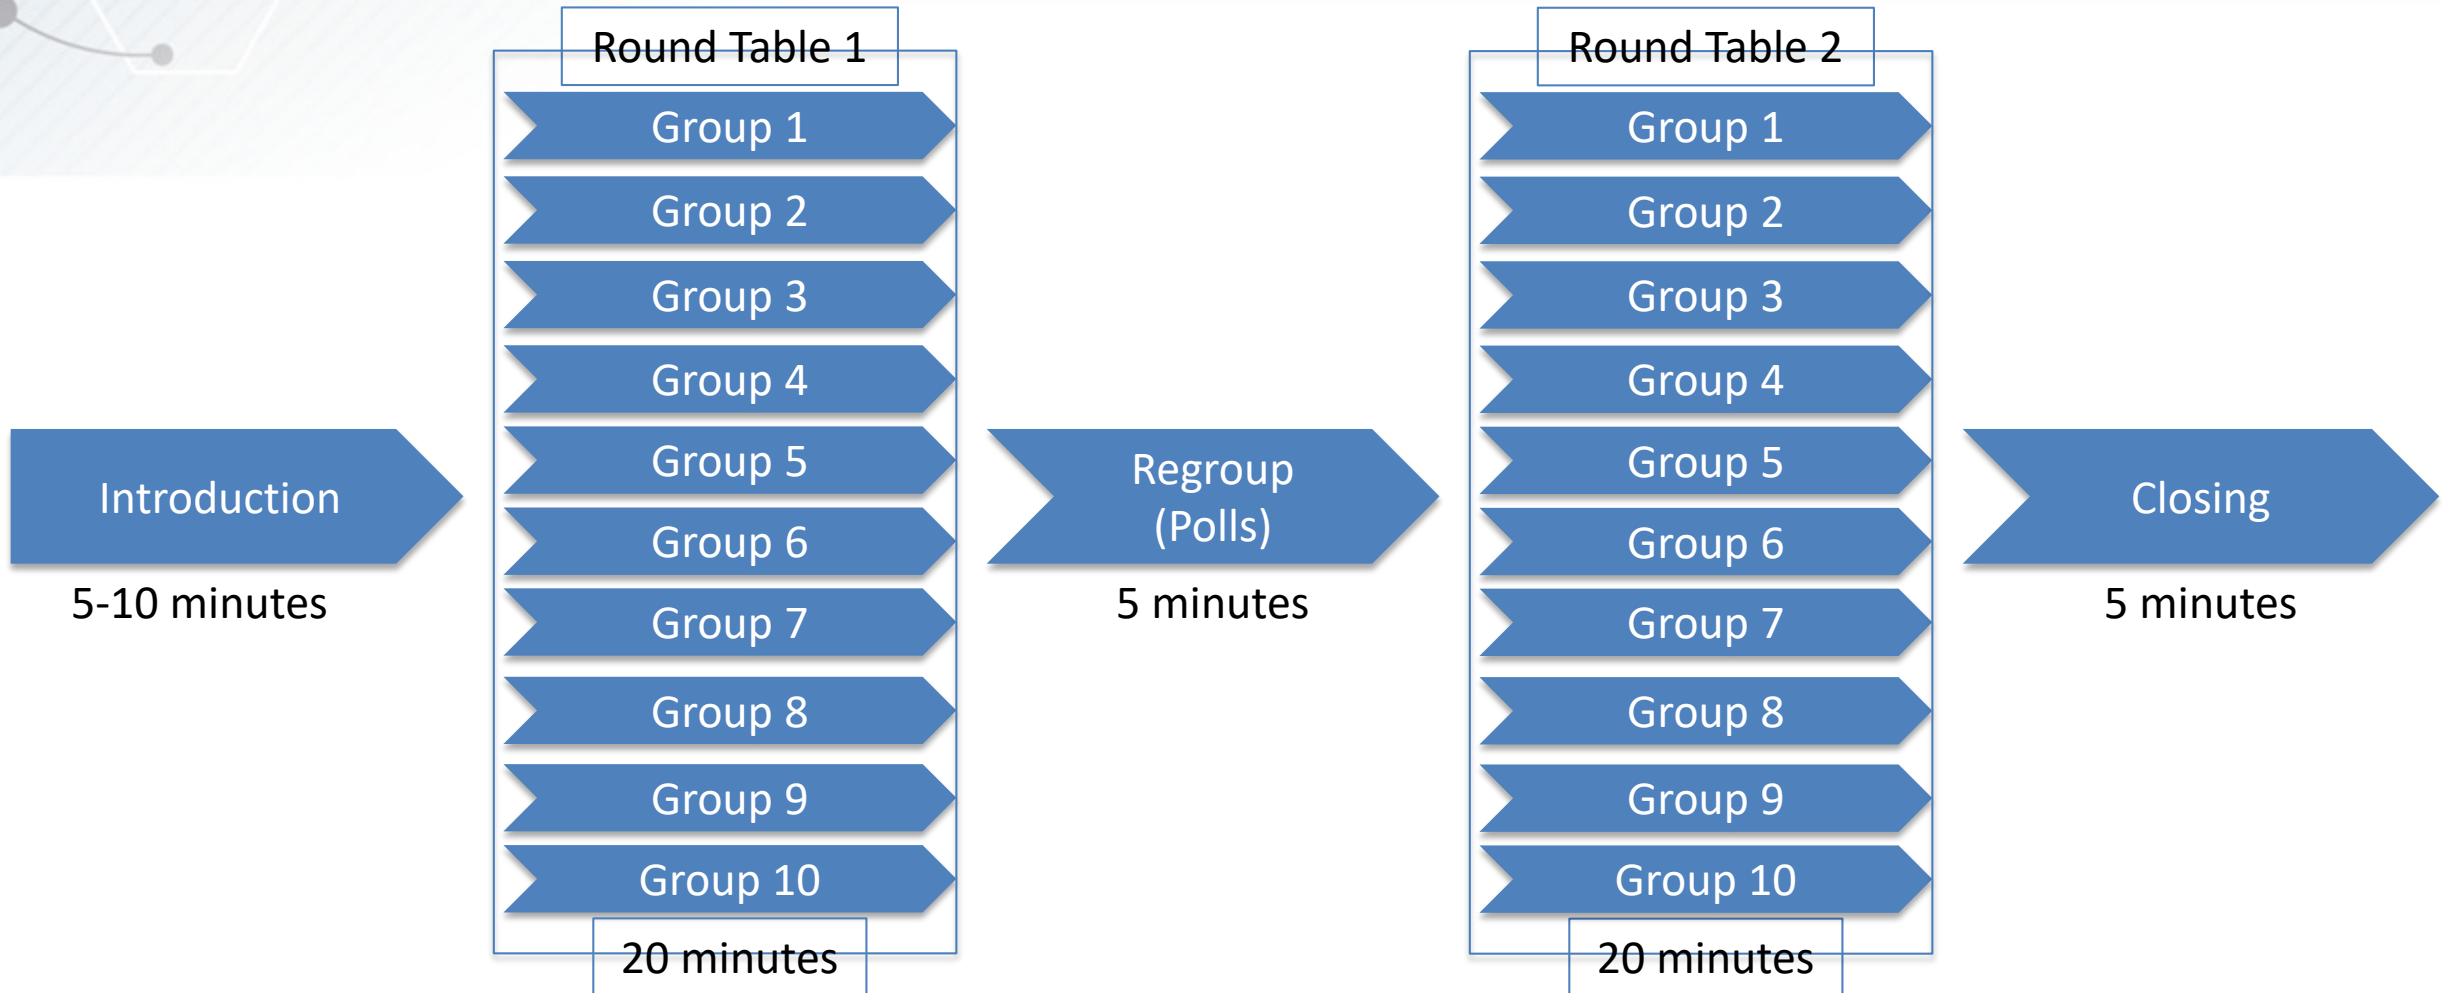 Introduction
5-10 minutes
Round Table 1
Group 1
Group 2
Group 3
Group 4
Group 5
Group 6
Group 7
Group 8
Group 9
Group 10
20 minutes
Regroup
(Polls)
5 minutes
Round Table 2
Group 1
Group 2
Group 3
Group 4
Group 5
Group 6
Group 7
Group 8
Group 9
Group 10
20 minutes
Closing
5 minutes